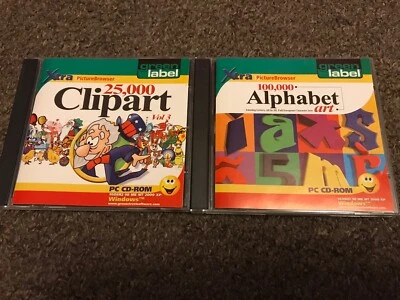 green
label
Xtra PictureBrowser
25,000
Clipart
Vol 3
PC CD-ROM
Windows™
green
label
Xtra PictureBrowser
100,000
Alphabet
art
PC CD-ROM